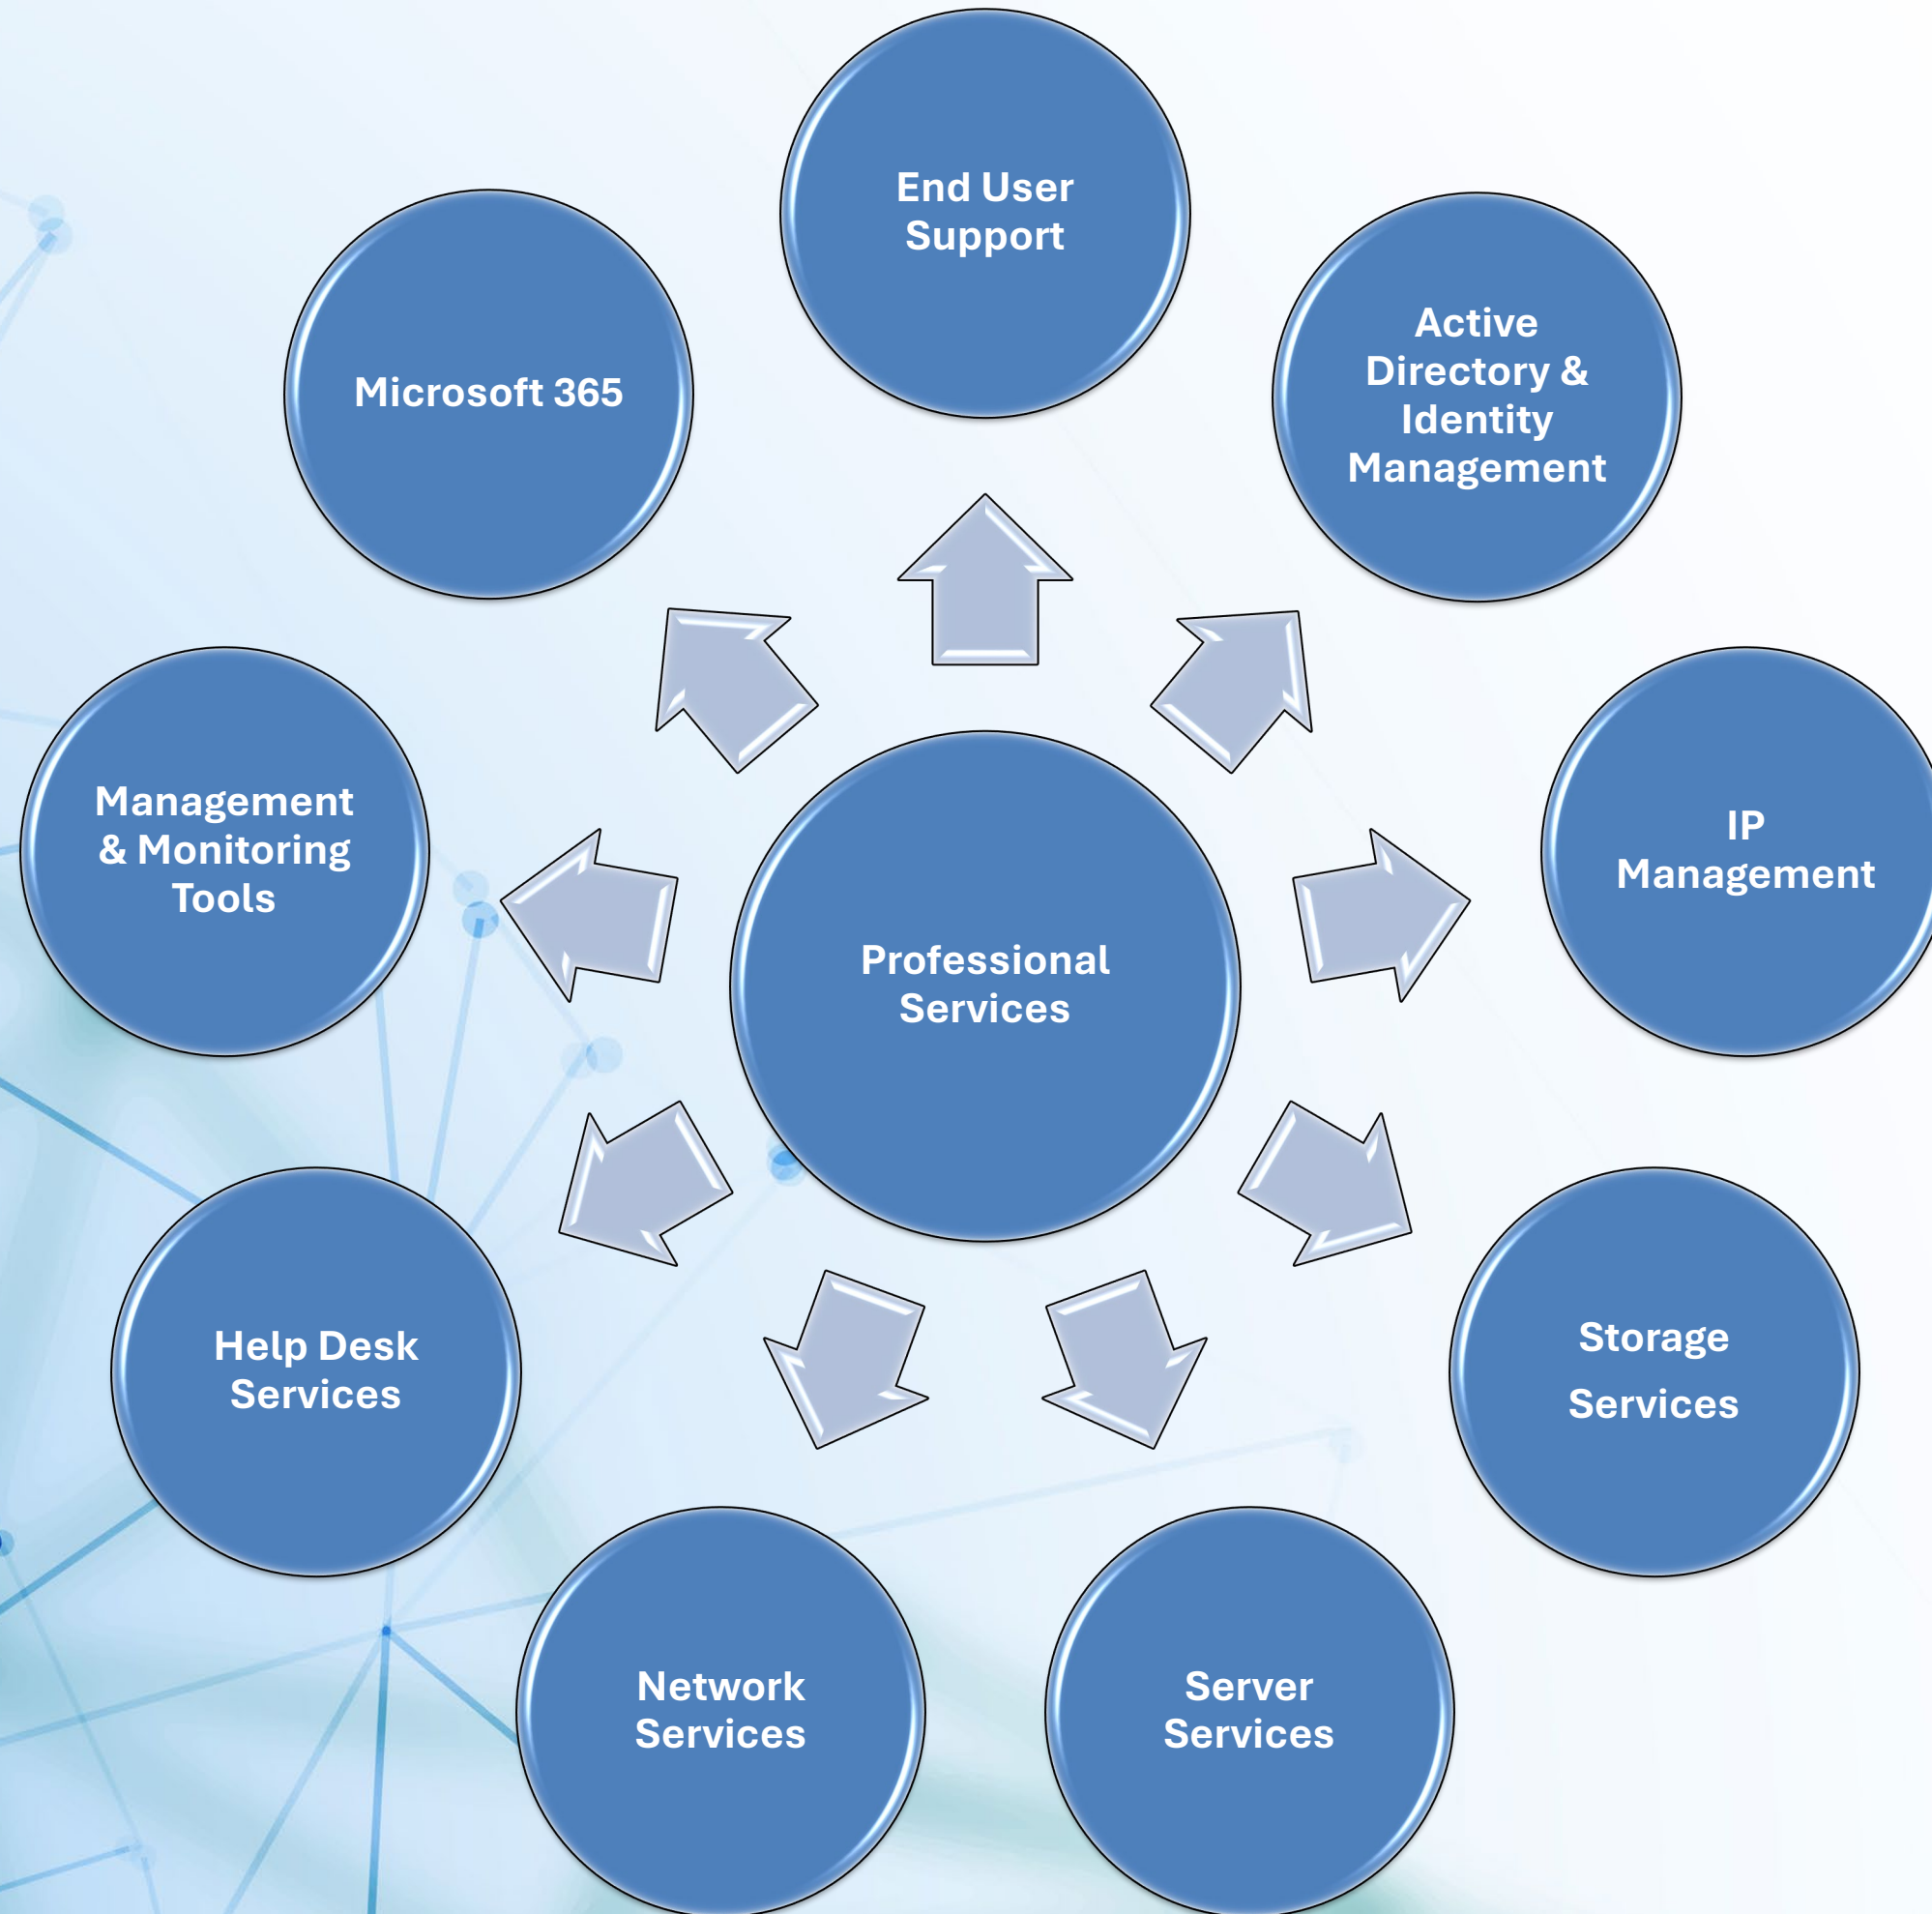 End User
Support
Active
Directory &
Identity
Management
IP
Management
Storage
Services
Server
Services
Network
Services
Help Desk
Services
Management
& Monitoring
Tools
Microsoft 365
Professional
Services